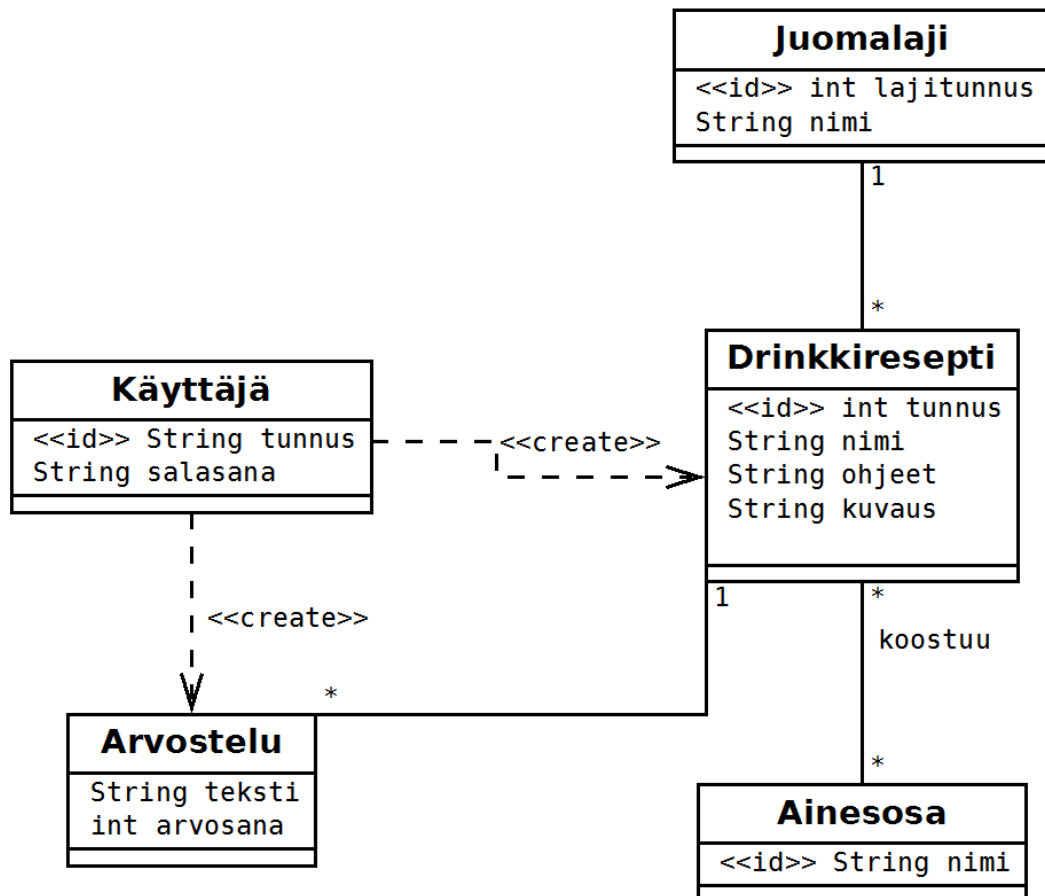 Juomalaji
<<id>> int lajitunnus
String nimi
1
*
Drinkkiresepti
<<id>> int tunnus
String nimi
String ohjeet
String kuvaus
Käyttäjä
<<id>> String tunnus
String salasana
<<create>>
<<create>>
1
*
koostuu
*
*
Arvostelu
String teksti
int arvosana
Ainesosa
<<id>> String nimi